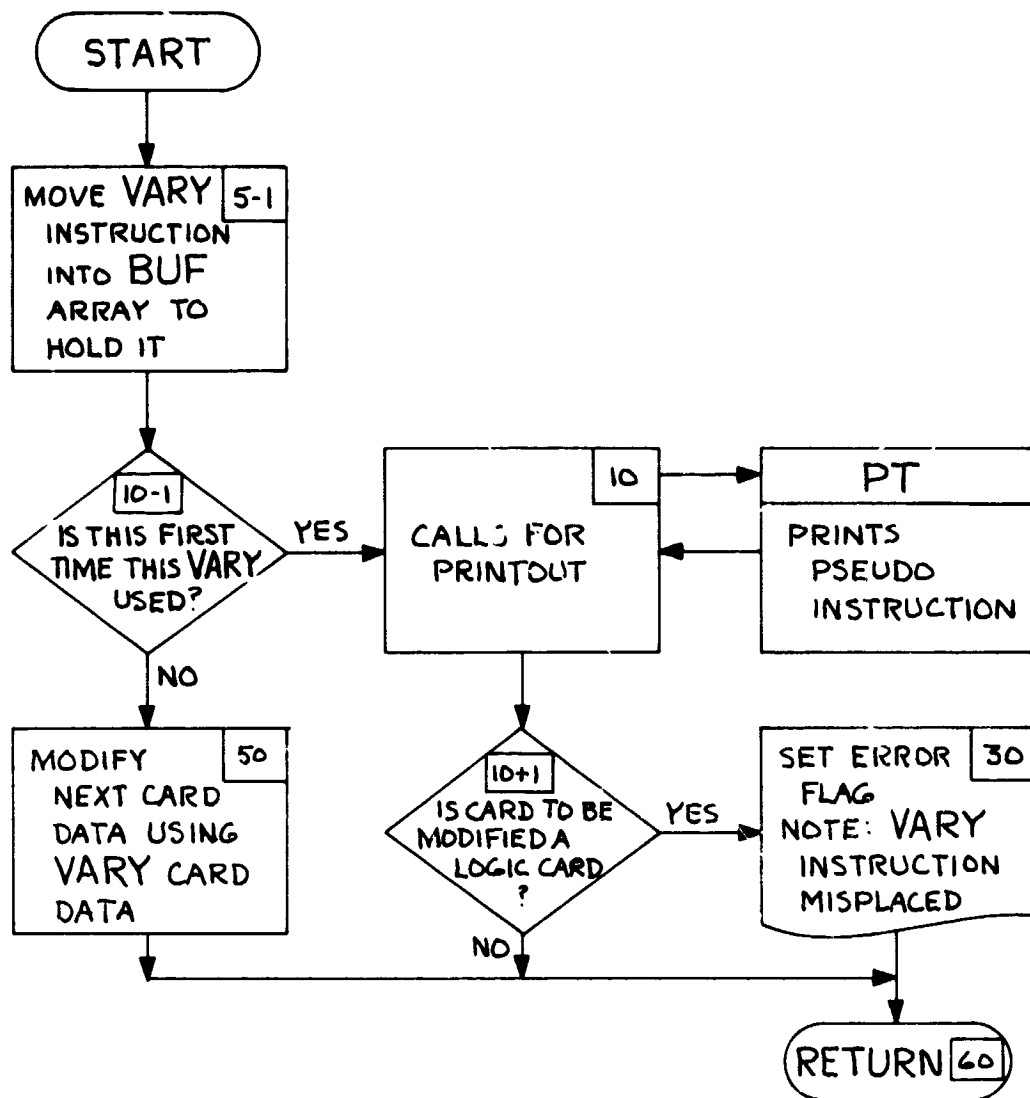 START
MOVE VARY 5-1
INSTRUCTION
INTO BUF
ARRAY TO
HOLD IT
10-1
IS THIS FIRST
TIME THIS VARY
USED?
YES
NO
10
CALLS FOR
PRINTOUT
PT
PRINTS
PSEUDO
INSTRUCTION
MODIFY 50
NEXT CARD
DATA USING
VARY CARD
DATA
10+1
IS CARD TO BE
MODIFIED A
LOGIC CARD
?
YES
NO
SET ERROR 30
FLAG
NOTE: VARY
INSTRUCTION
MISPLACED
RETURN 60